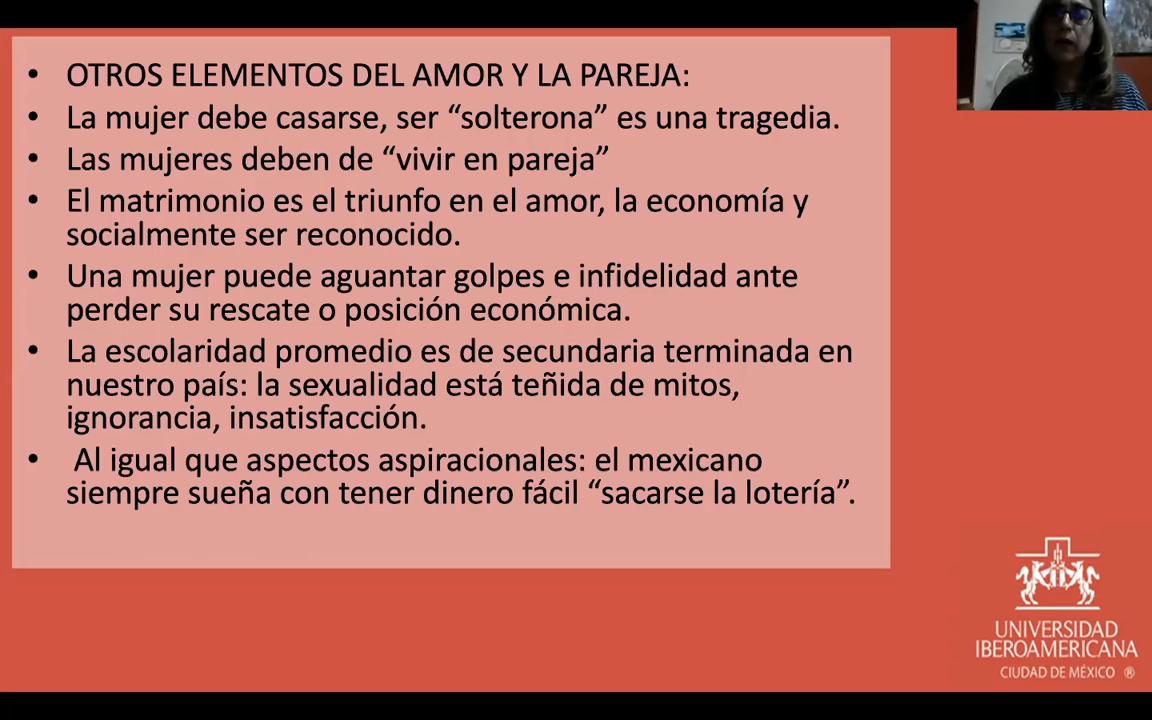 • OTROS ELEMENTOS DEL AMOR Y LA PAREJA:
• La mujer debe casarse, ser “solterona” es una tragedia.
• Las mujeres deben de “vivir en pareja”
• El matrimonio es el triunfo en el amor, la economía y
socialmente ser reconocido.
• Una mujer puede aguantar golpes e infidelidad ante
perder su rescate o posición económica.
• La escolaridad promedio es de secundaria terminada en
nuestro país: la sexualidad está teñida de mitos,
ignorancia, insatisfacción.
• Al igual que aspectos aspiracionales: el mexicano
siempre sueña con tener dinero fácil “sacarse la lotería”.
UNIVERSIDAD
IBEROAMERICANA
CIUDAD DE MÉXICO ®